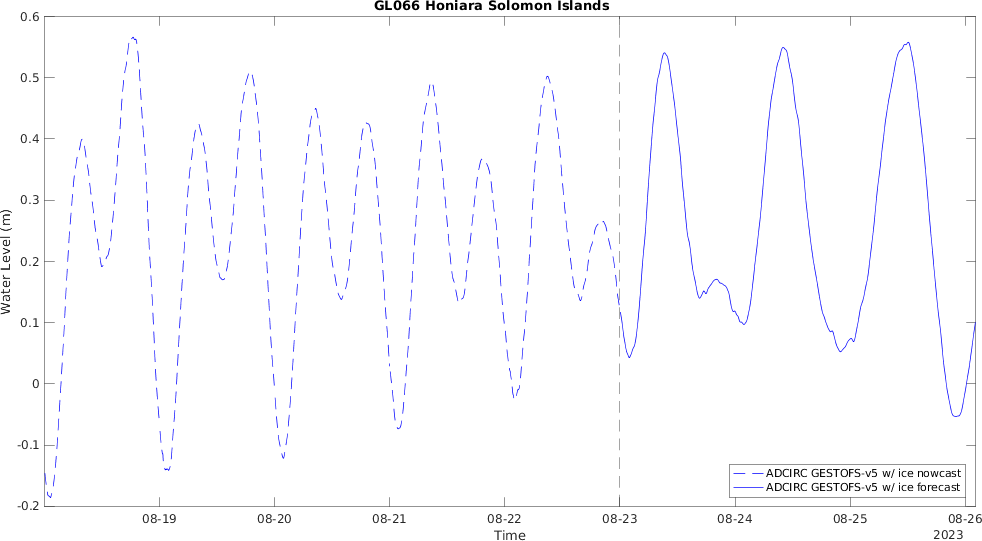 GL066 Honiara Solomon Islands
Water Level (m)
0.6
0.5
0.4
0.3
0.2
0.1
0
-0.1
-0.2
ADCIRC GESTOFS-v5 w/ ice nowcast
ADCIRC GESTOFS-v5 w/ ice forecast
08-19 08-20 08-21 08-22 08-23 08-24 08-25 08-26
Time 2023